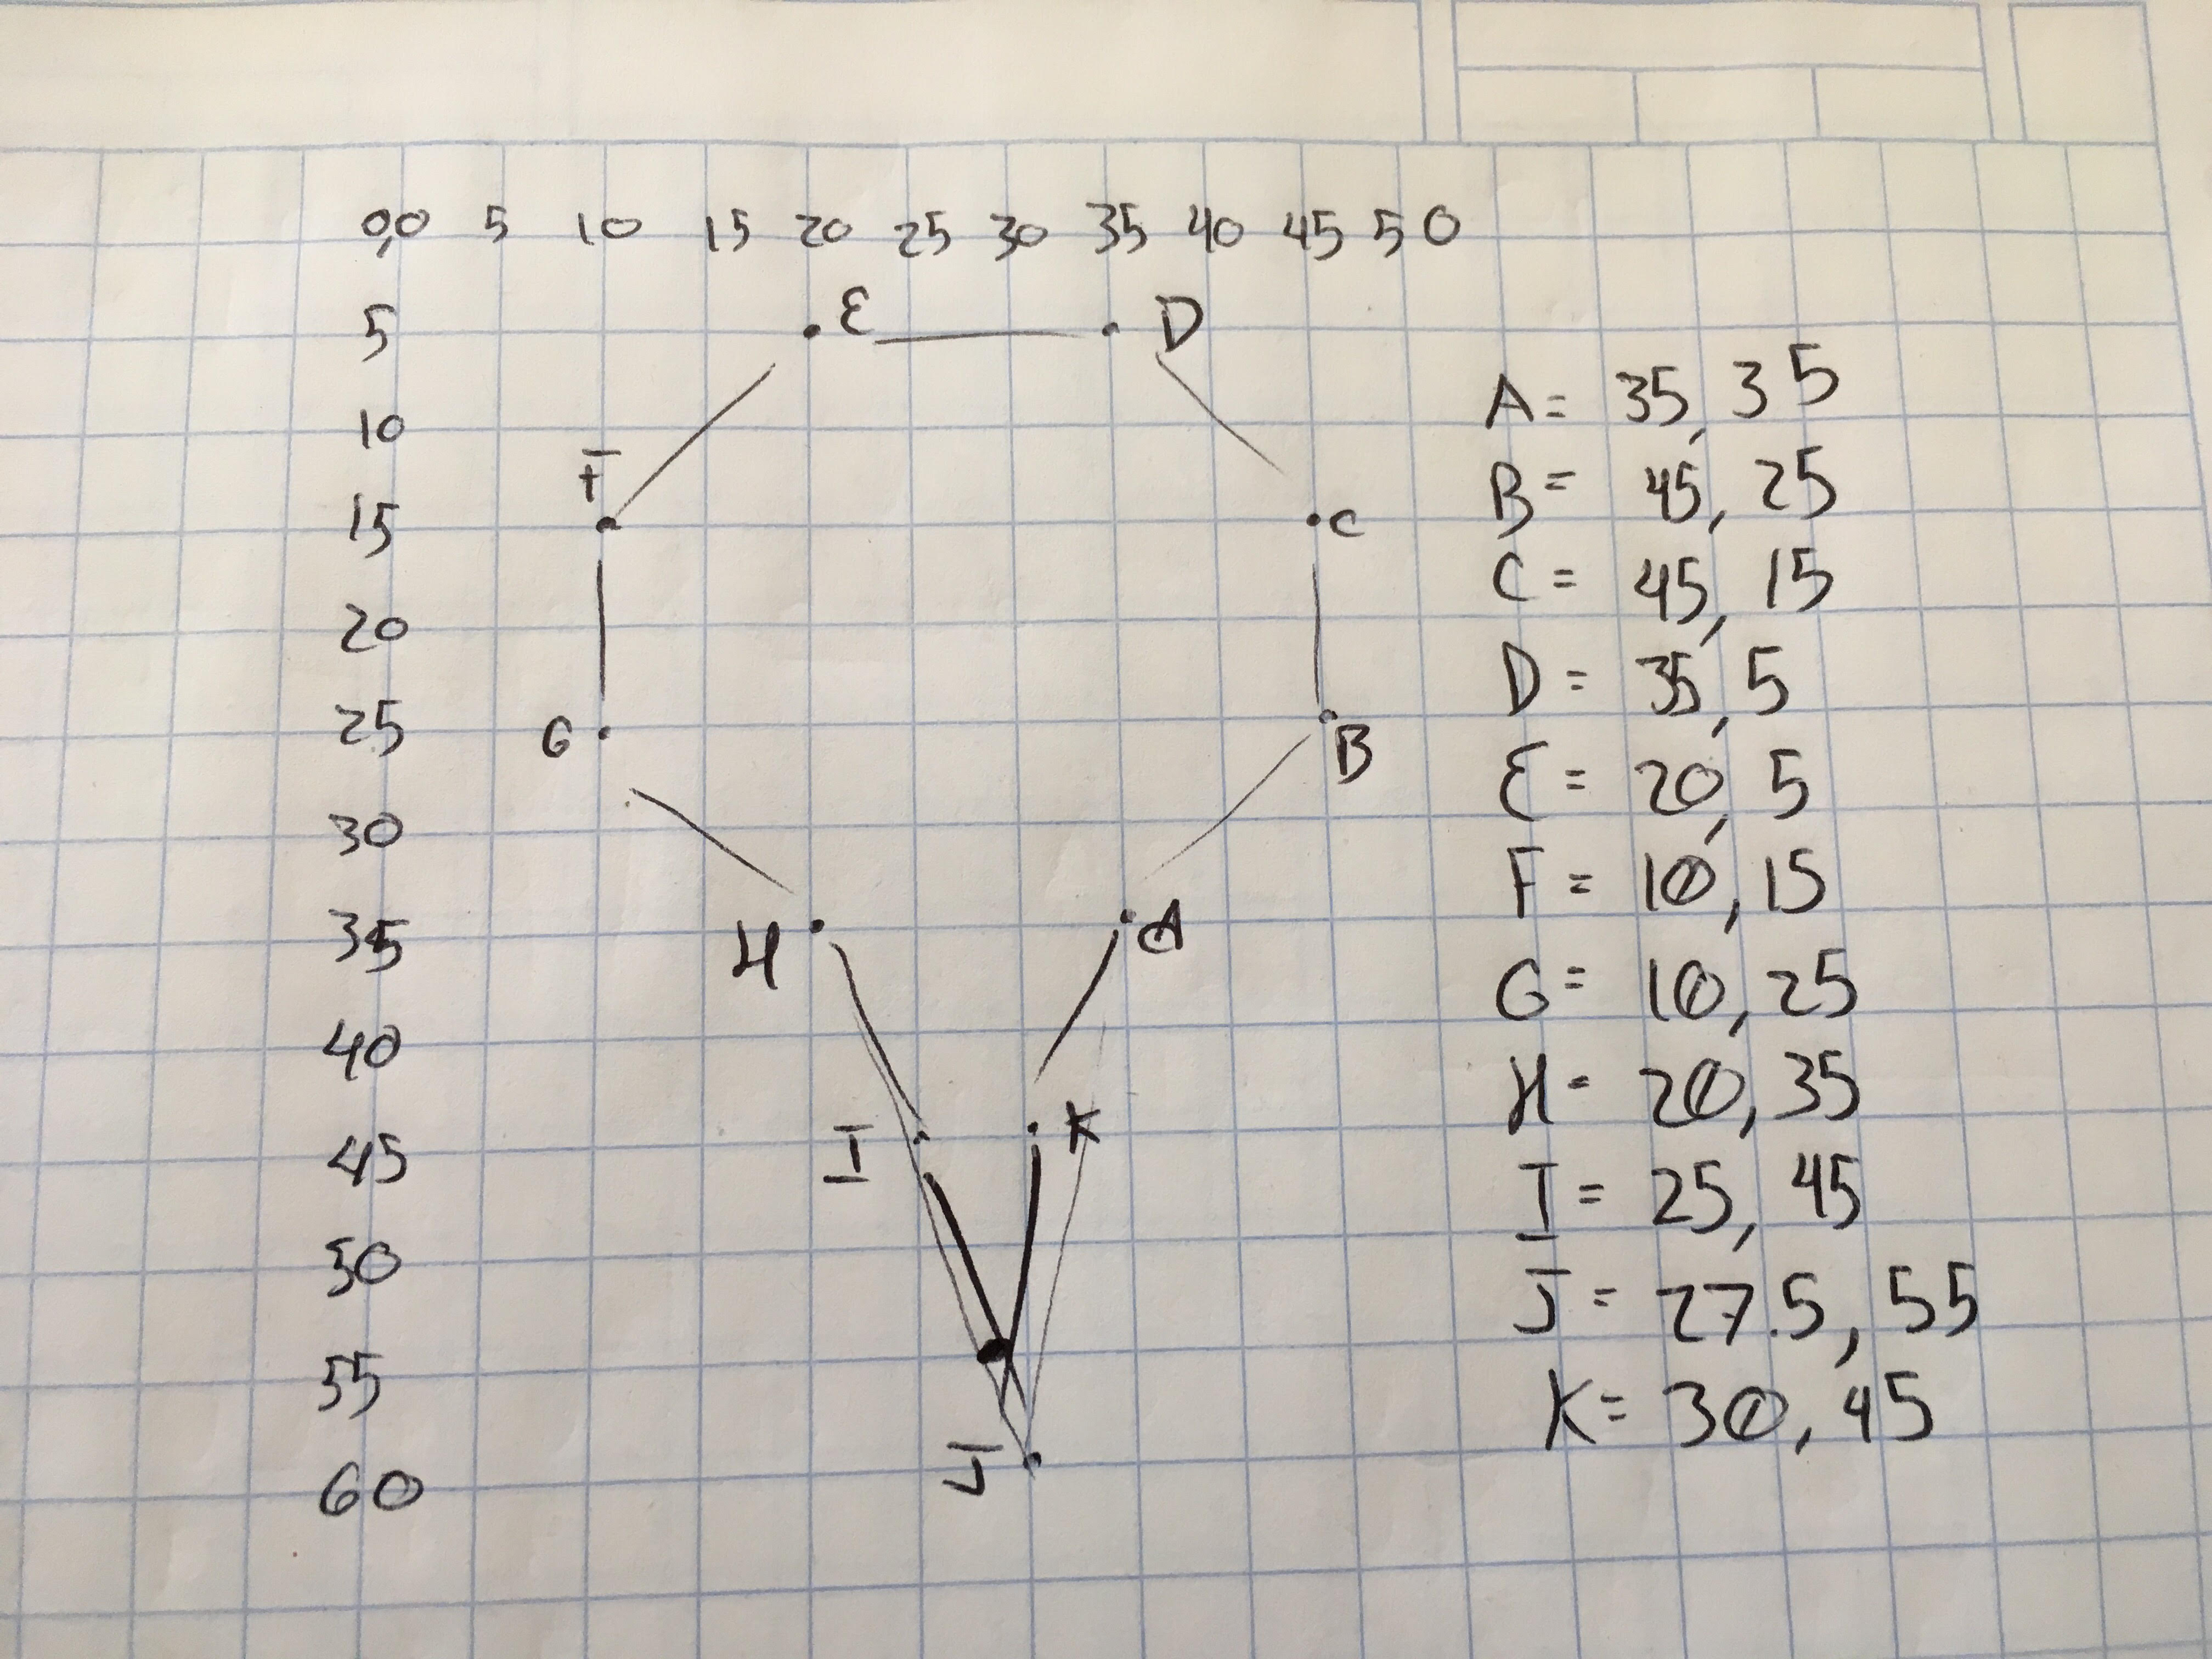 0,0 5 10 15 20 25 30 35 40 45 50
5
10
15
20
25
30
35
40
45
50
55
60
E
D
F
C
G
B
H
A
I
K
J
A= 35, 35
B= 45, 25
C= 45, 15
D= 35, 5
E= 20, 5
F= 10, 15
G= 10, 25
H= 20, 35
I= 25, 45
J= 27.5, 55
K= 30, 45